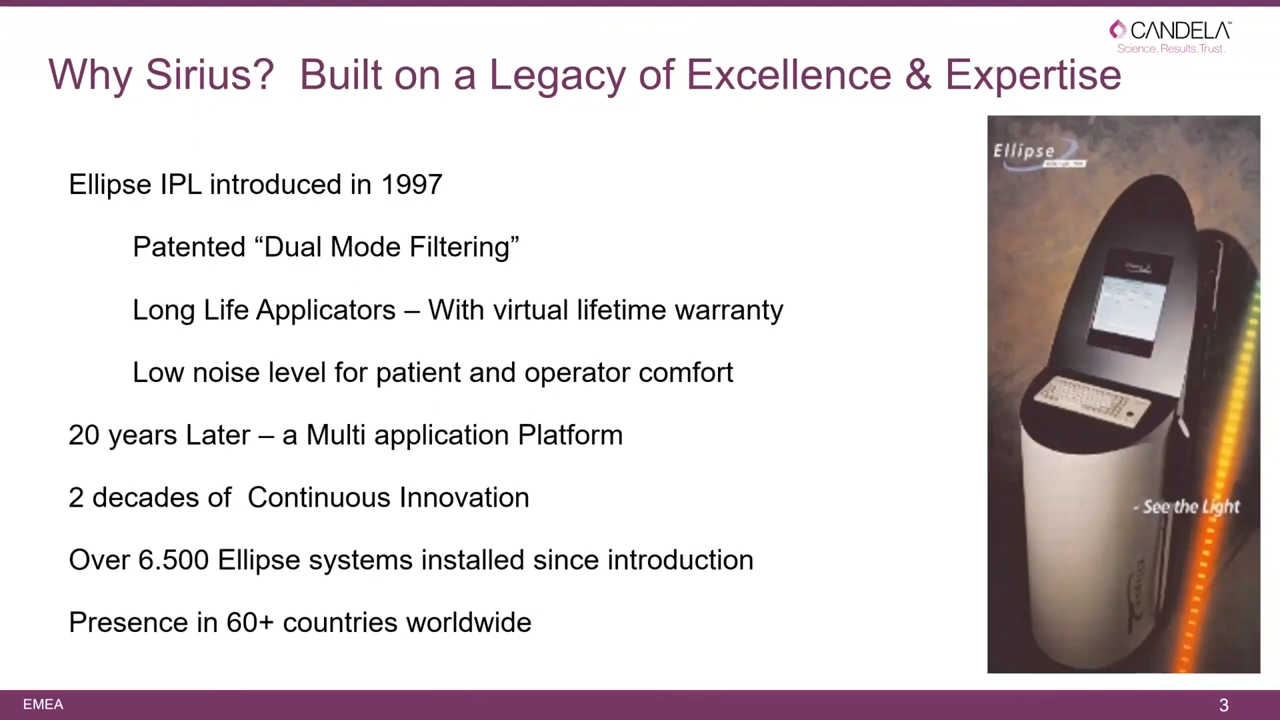 CANDELA™
Science. Results. Trust.
Why Sirius?  Built on a Legacy of Excellence & Expertise
Ellipse IPL introduced in 1997
Patented “Dual Mode Filtering”
Long Life Applicators – With virtual lifetime warranty
Low noise level for patient and operator comfort
20 years Later – a Multi application Platform
2 decades of  Continuous Innovation
Over 6.500 Ellipse systems installed since introduction
Presence in 60+ countries worldwide
Ellipse
- See the Light
EMEA
3